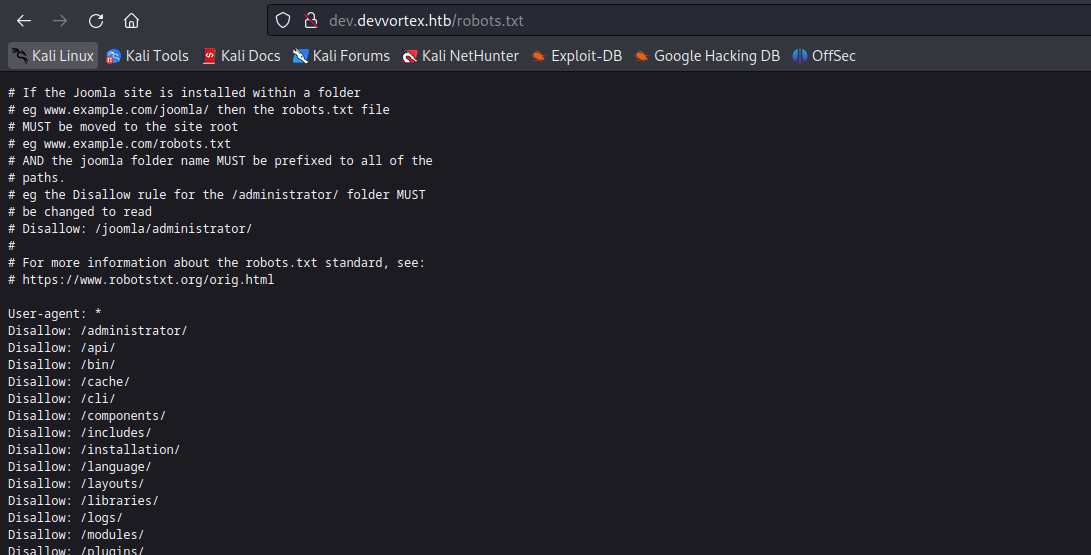 dev.devvortex.htb/robots.txt
Kali Linux Kali Tools Kali Docs Kali Forums Kali NetHunter Exploit-DB Google Hacking DB OffSec
# If the Joomla site is installed within a folder
# eg www.example.com/joomla/ then the robots.txt file
# MUST be moved to the site root
# eg www.example.com/robots.txt
# AND the joomla folder name MUST be prefixed to all of the
# paths.
# eg the Disallow rule for the /administrator/ folder MUST
# be changed to read
# Disallow: /joomla/administrator/
#
# For more information about the robots.txt standard, see:
# https://www.robotstxt.org/orig.html
User-agent: *
Disallow: /administrator/
Disallow: /api/
Disallow: /bin/
Disallow: /cache/
Disallow: /cli/
Disallow: /components/
Disallow: /includes/
Disallow: /installation/
Disallow: /language/
Disallow: /layouts/
Disallow: /libraries/
Disallow: /logs/
Disallow: /modules/
Disallow: /plugins/